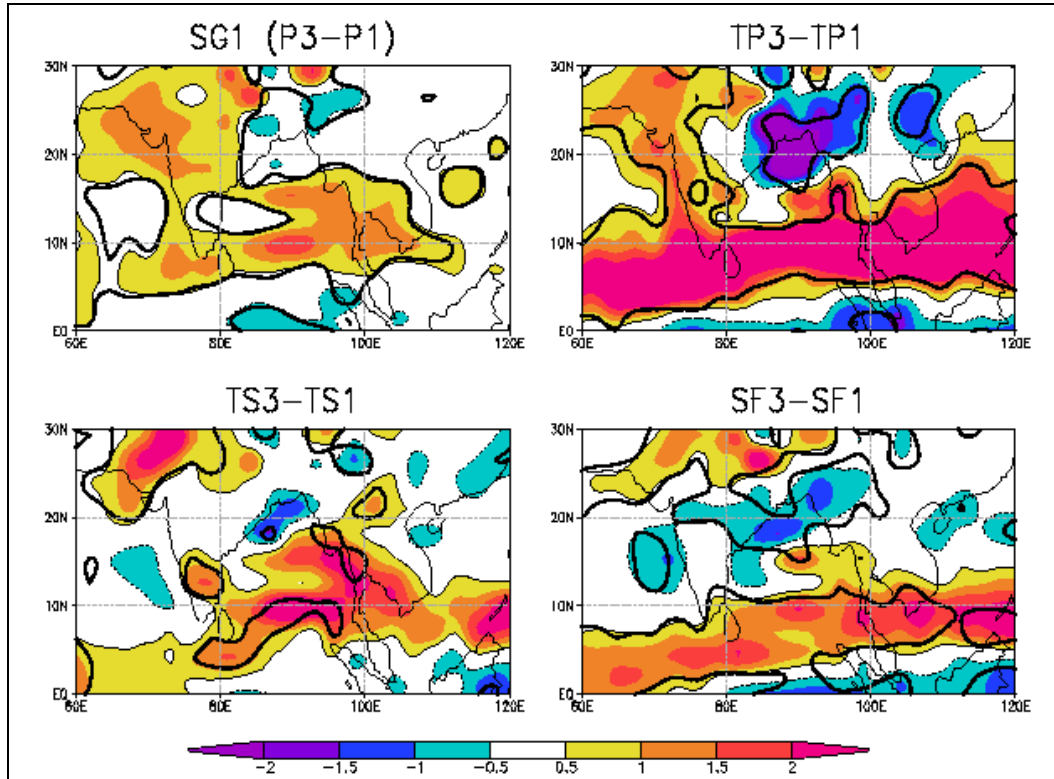 SG1 (P3-P1)
TP3-TP1
30N
20N
10N
EQ
60E
80E
100E
120E
30N
20N
10N
EQ
60E
80E
100E
120E
TS3-TS1
SF3-SF1
30N
20N
10N
EQ
60E
80E
100E
120E
30N
20N
10N
EQ
60E
80E
100E
120E
-2
-1.5
-1
-0.5
0.5
1
1.5
2